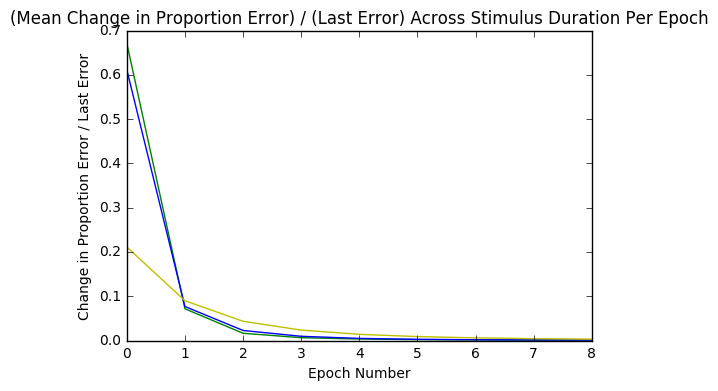 (Mean Change in Proportion Error) / (Last Error) Across Stimulus Duration Per Epoch
0.7
0.6
0.5
0.4
0.3
0.2
0.1
0.0
Change in Proportion Error / Last Error
0 1 2 3 4 5 6 7 8
Epoch Number